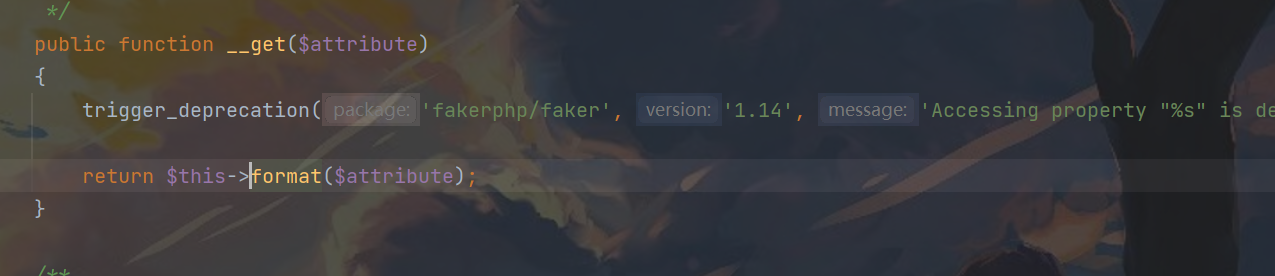 */
public function __get($attribute)
{
trigger_deprecation( package: 'fakerphp/faker', version: '1.14', message: 'Accessing property "%s" is de
return $this->format($attribute);
}
/**